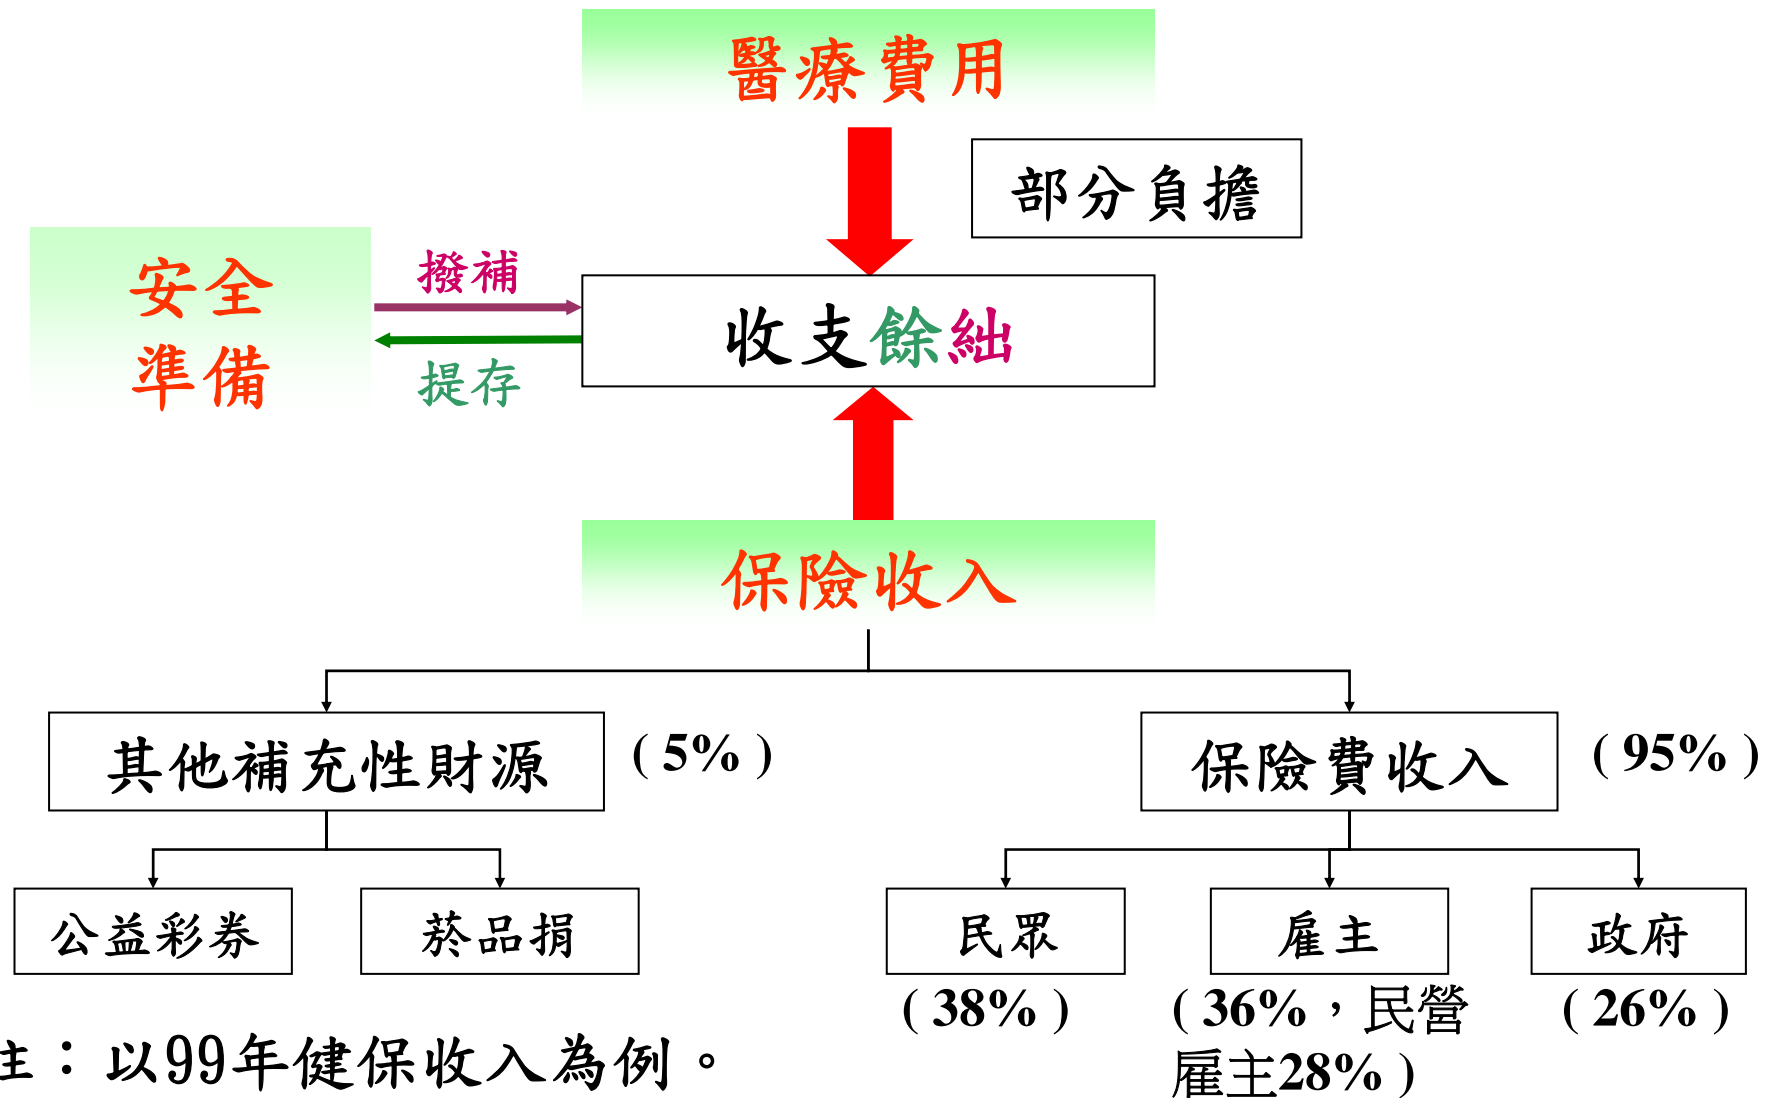 醫療費用
部分負擔
安全
準備
撥補
提存
收支餘絀
保險收入
其他補充性財源
( 5% )
保險費收入
( 95% )
公益彩券
菸品捐
民眾
雇主
政府
( 38% )
( 36%，民營
雇主28% )
( 26% )
註：以99年健保收入為例。